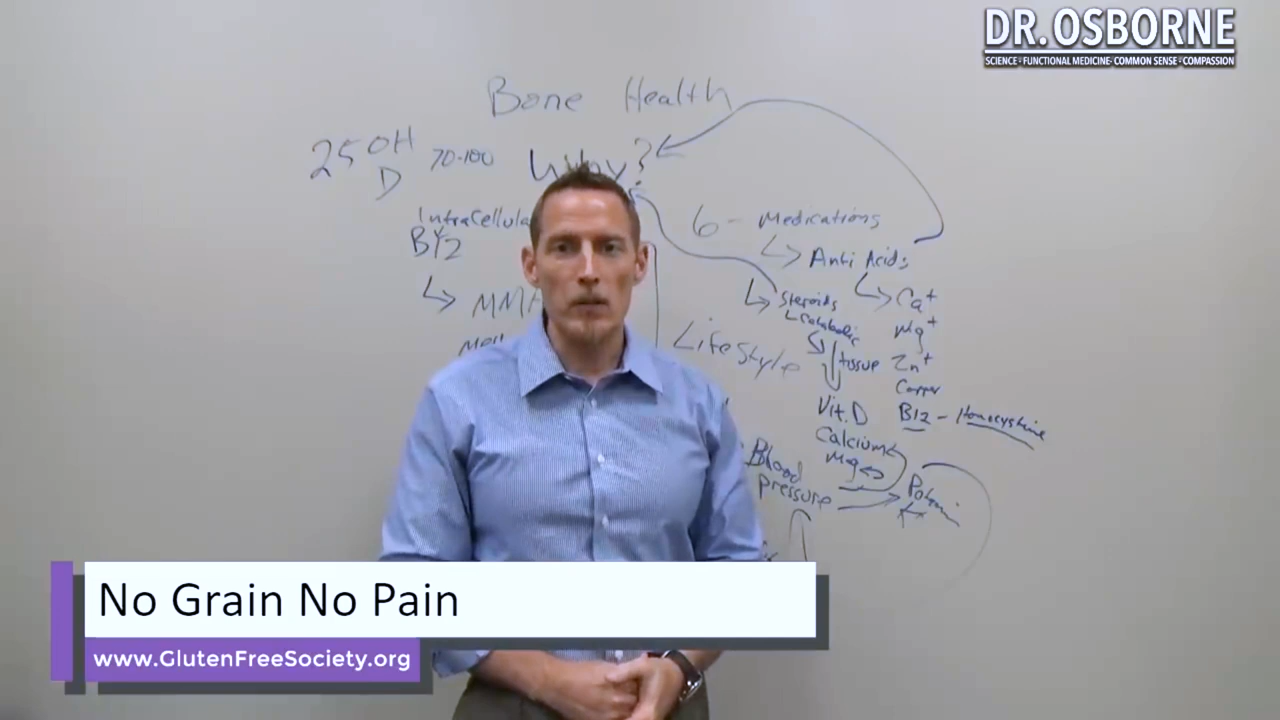 DR. OSBORNE
SCIENCE - FUNCTIONAL MEDICINE - COMMON SENSE - COMPASSION
Bone Health
25 OH D
70-100
Why?
Intracellula
B12
MMA
6 - Medications
Anti Acids
Steroids
Catabolic
tissue
Ca+
Mg+
Zn+
Copper
B12 - Homocysteine
LifeStyle
Vit. D
Calcium
Mg
Blood
pressure
K+
No Grain No Pain
www.GlutenFreeSociety.org